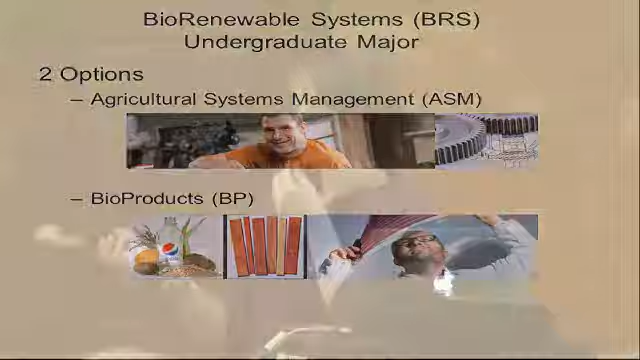 BioRenewable Systems (BRS)
Undergraduate Major
2 Options
– Agricultural Systems Management (ASM)
– BioProducts (BP)